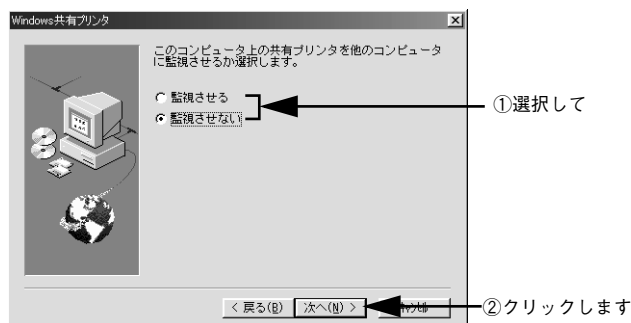 Windows共有プリンタ
このコンピュータ上の共有プリンタを他のコンピュータ
に監視させるか選択します。
監視させる
監視させない
①選択して
< 戻る(B) 次へ(N) >
②クリックします